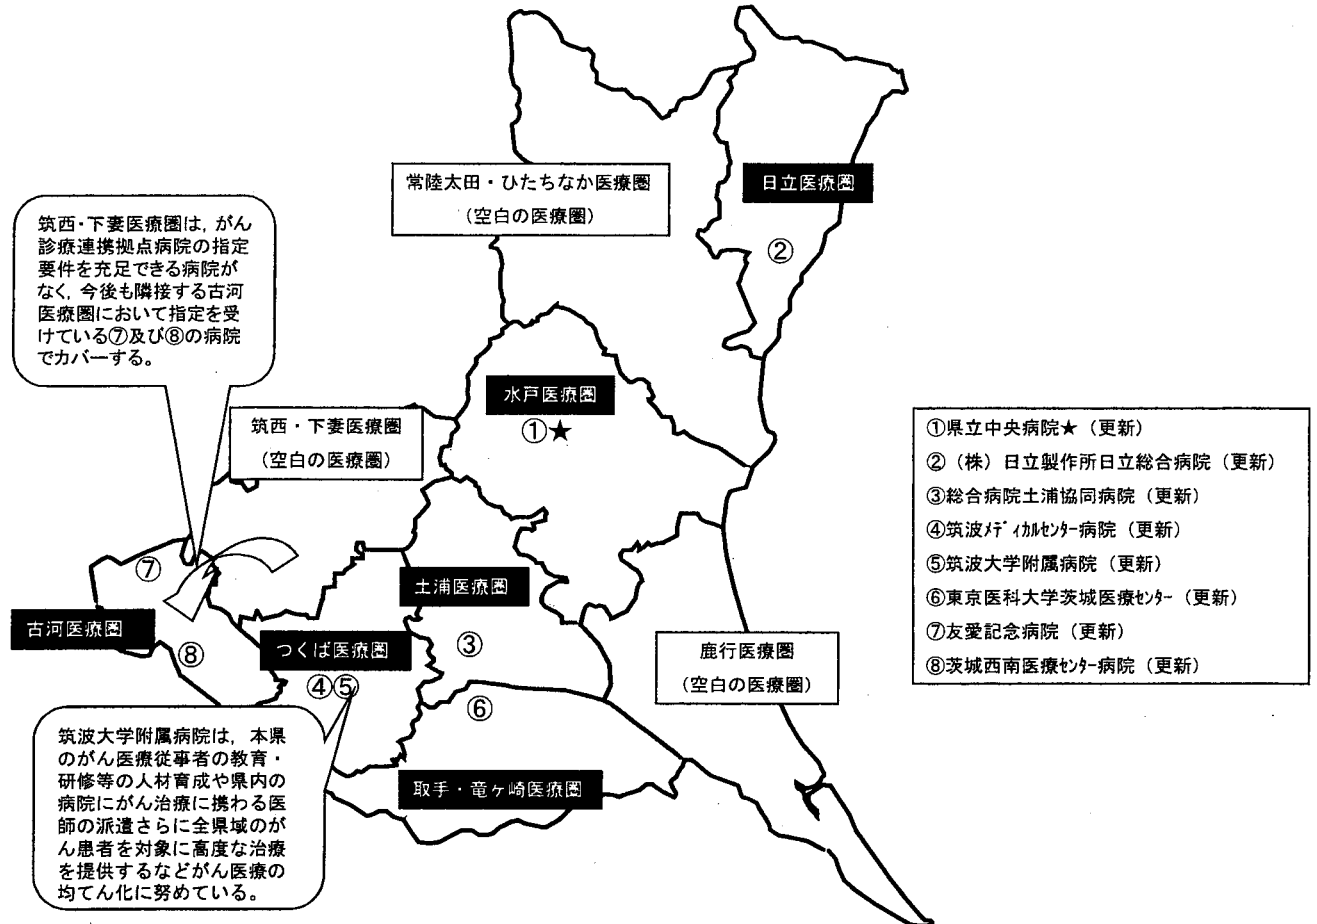 常陸太田・ひたちなか医療圏
（空白の医療圏）
日立医療圏
②
筑西・下妻医療圏は，がん
診療連携拠点病院の指定
要件を充足できる病院が
なく，今後も隣接する古河
医療圏において指定を受
けている⑦及び⑧の病院
でカバーする。
水戸医療圏
①★
筑西・下妻医療圏
（空白の医療圏）
①県立中央病院★（更新）
②（株）日立製作所日立総合病院（更新）
③総合病院土浦協同病院（更新）
④筑波ﾒﾃﾞｨｶﾙｾﾝﾀｰ病院（更新）
⑤筑波大学附属病院（更新）
⑥東京医科大学茨城医療ｾﾝﾀｰ（更新）
⑦友愛記念病院（更新）
⑧茨城西南医療ｾﾝﾀｰ病院（更新）
⑦
土浦医療圏
古河医療圏
⑧
つくば医療圏
④⑤
③
鹿行医療圏
（空白の医療圏）
⑥
取手・竜ヶ崎医療圏
筑波大学附属病院は，本県
のがん医療従事者の教育・
研修等の人材育成や県内の
病院にがん治療に携わる医
師の派遣さらに全県域のが
ん患者を対象に高度な治療
を提供するなどがん医療の
均てん化に努めている。